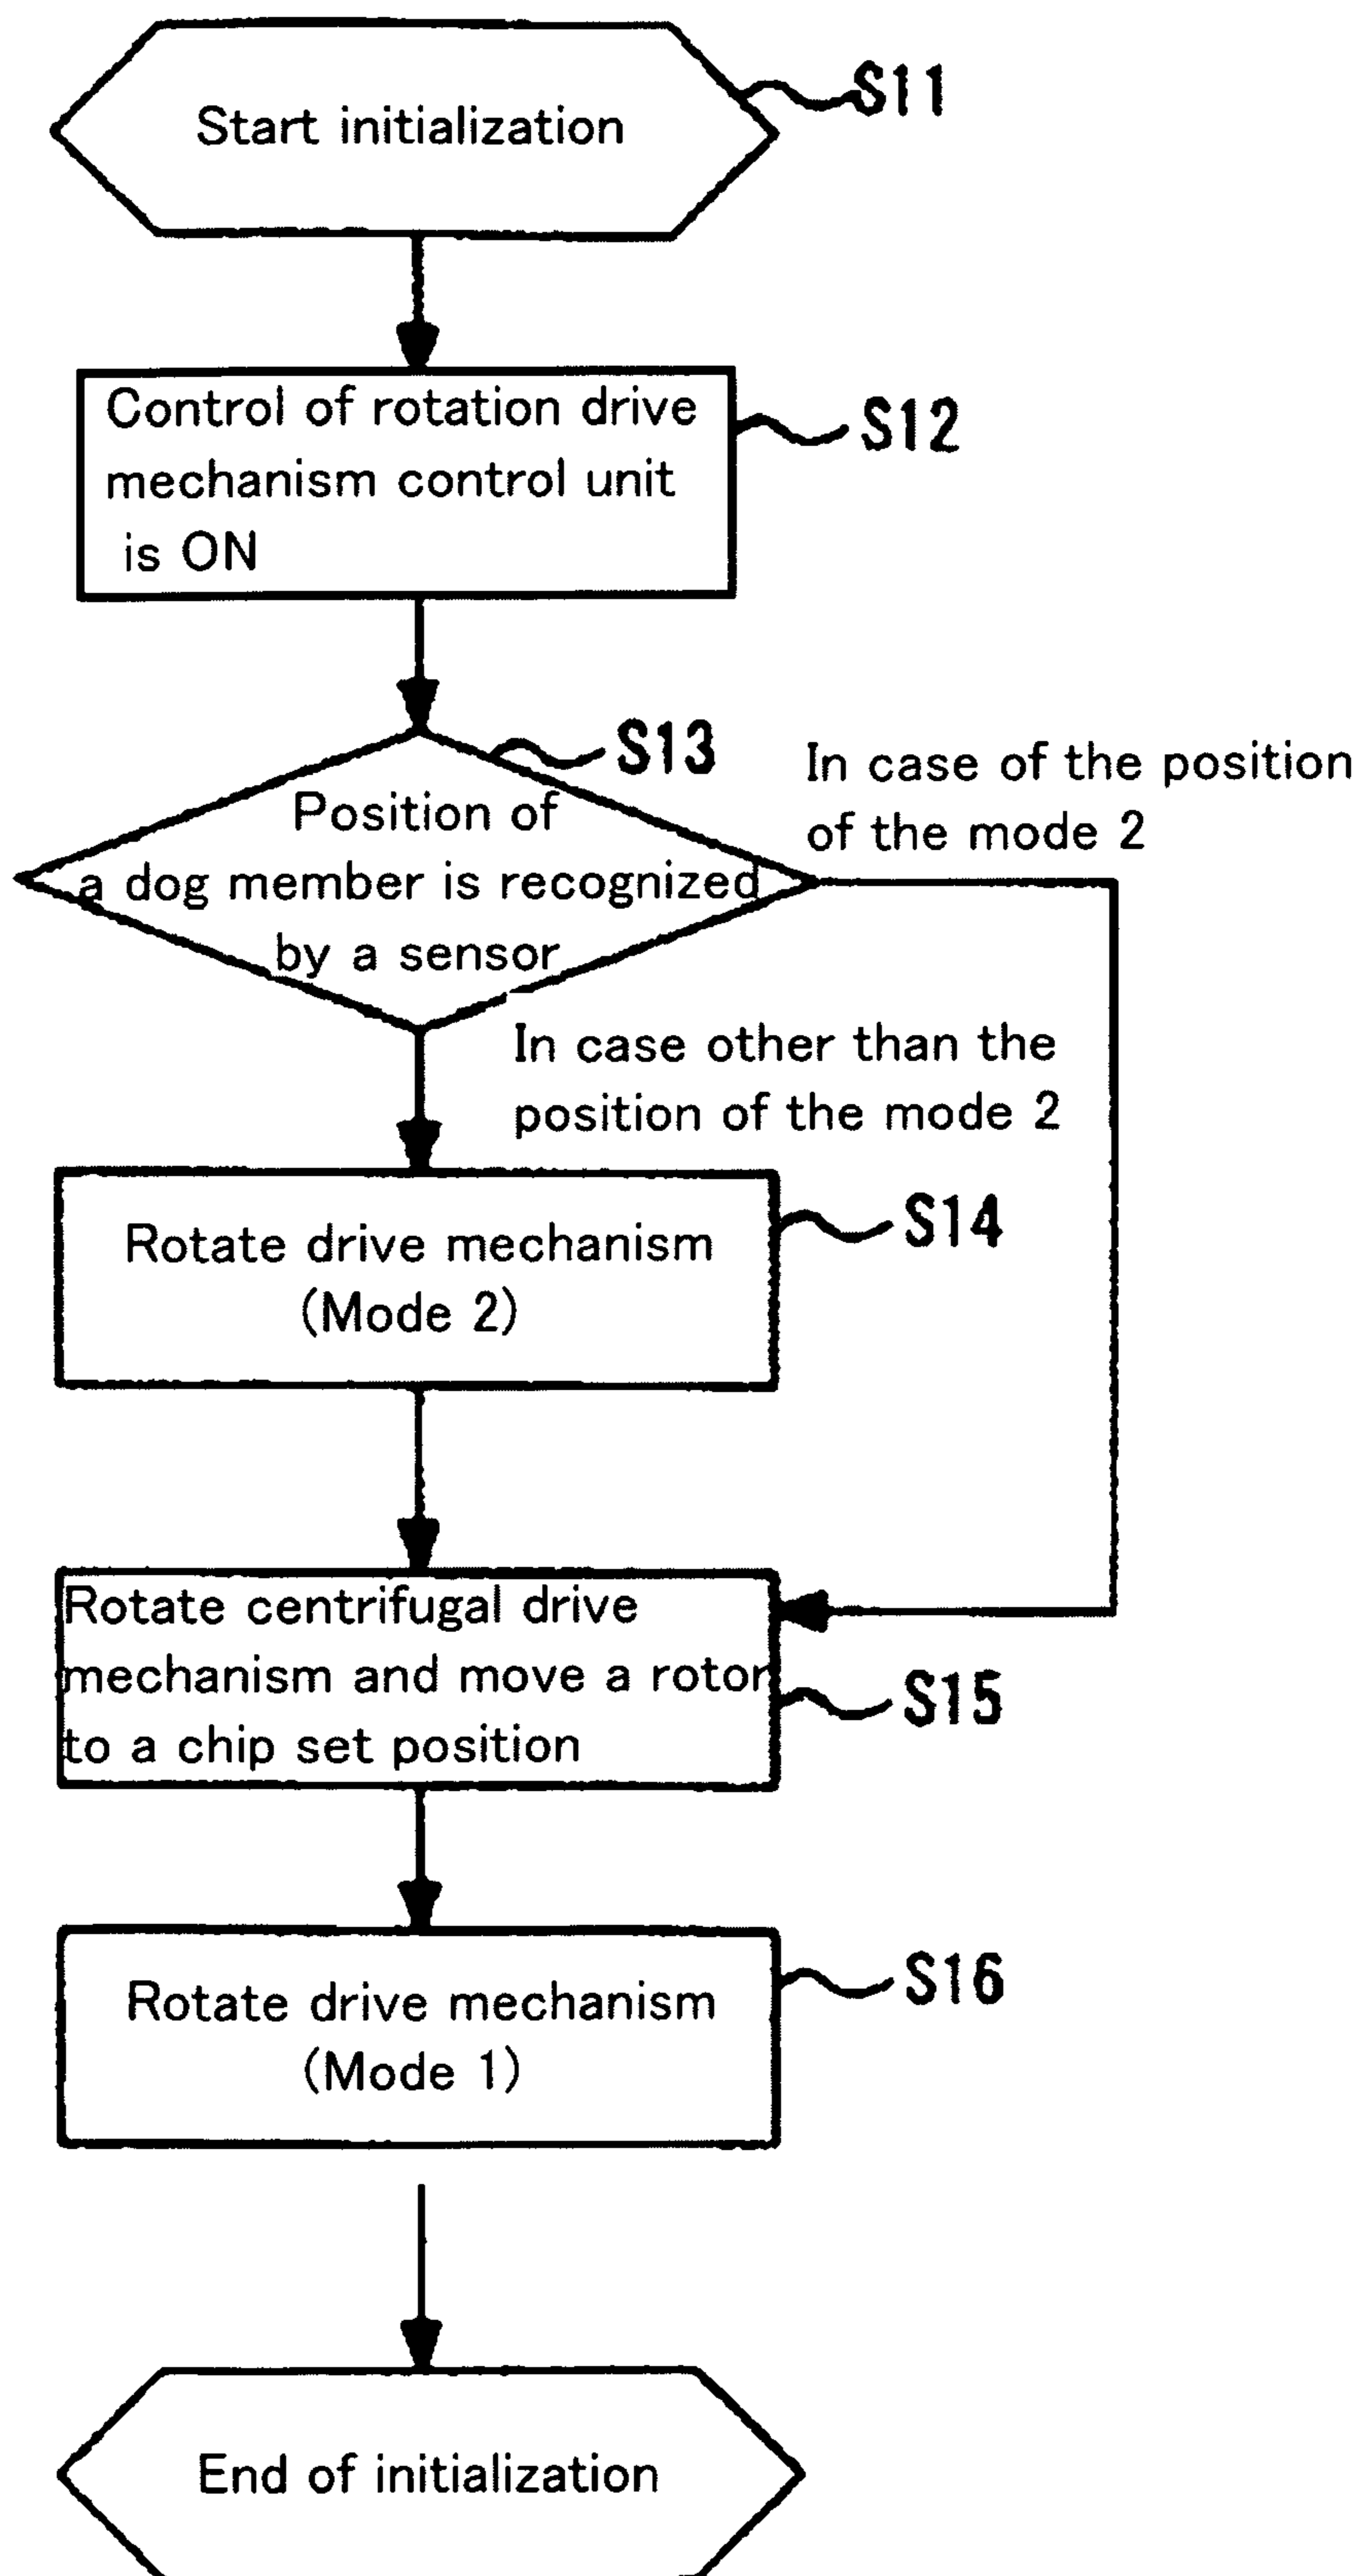 Start initialization
S11
Control of rotation drive
mechanism control unit
is ON
S12
S13
Position of
a dog member is recognized
by a sensor
In case of the position
of the mode 2
In case other than the
position of the mode 2
Rotate drive mechanism
(Mode 2)
S14
Rotate centrifugal drive
mechanism and move a rotor
to a chip set position
S15
Rotate drive mechanism
(Mode 1)
S16
End of initialization